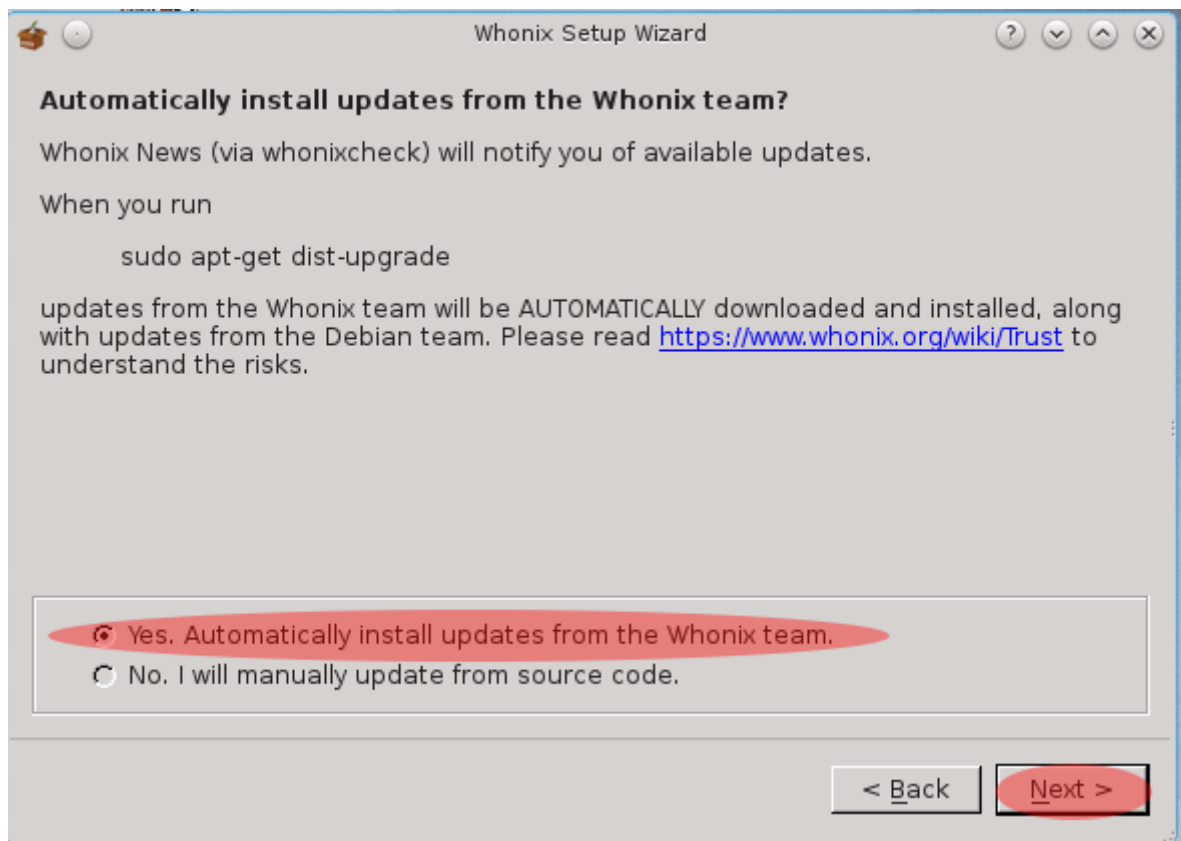 Whonix Setup Wizard
Automatically install updates from the Whonix team?
Whonix News (via whonixcheck) will notify you of available updates.
When you run
sudo apt-get dist-upgrade
updates from the Whonix team will be AUTOMATICALLY downloaded and installed, along
with updates from the Debian team. Please read https://www.whonix.org/wiki/Trust to
understand the risks.
Yes. Automatically install updates from the Whonix team.
No. I will manually update from source code.
< Back
Next >